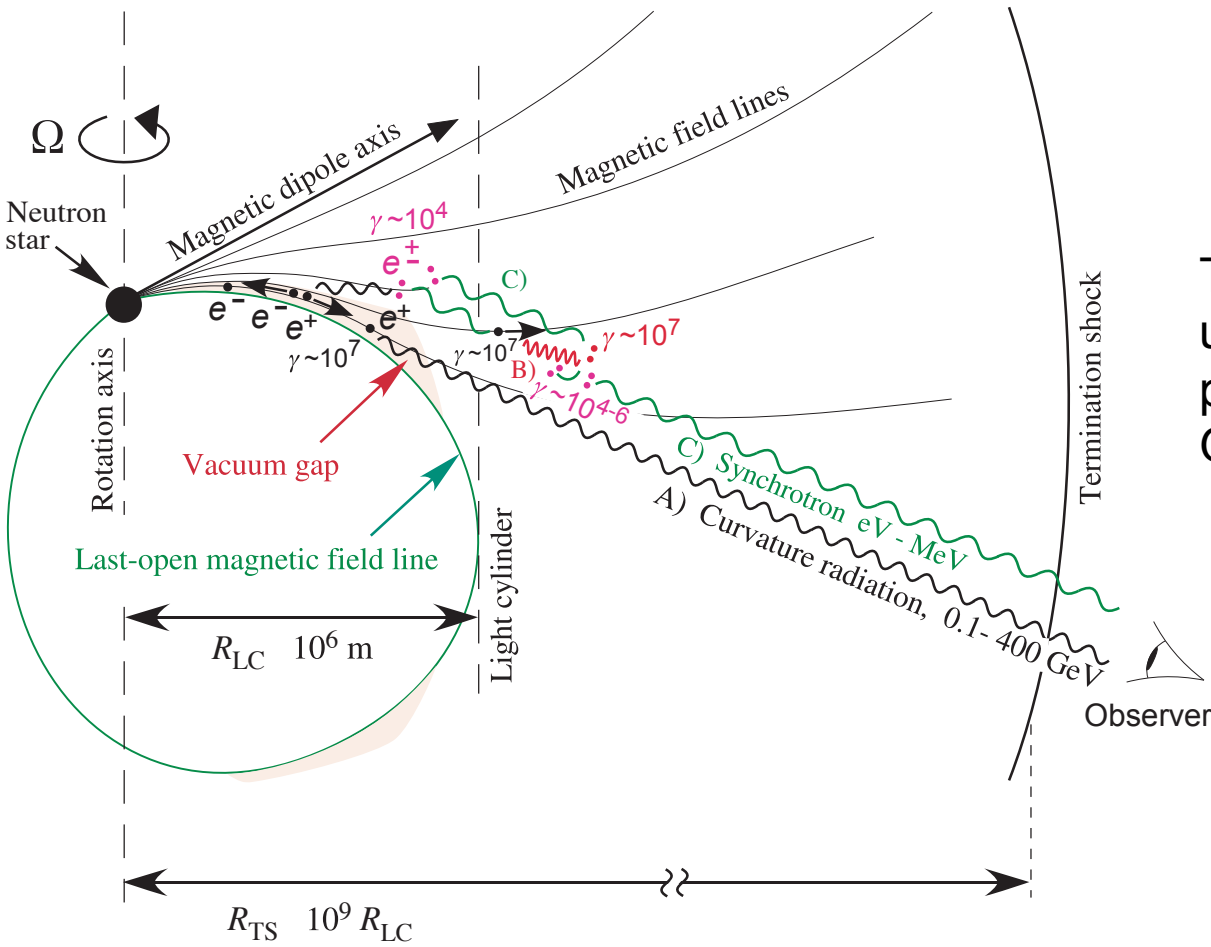 Ω
Neutron
star
Magnetic dipole axis
Magnetic field lines
γ ~10⁴
e±
C)
e⁻
e⁻
e⁺
e⁺
γ ~10⁷
γ ~10⁷
γ ~10⁷
B)
γ ~10⁴⁻⁶
Vacuum gap
Last-open magnetic field line
Rotation axis
Light cylinder
Termination shock
C) Synchrotron eV - MeV
A) Curvature radiation, 0.1- 400 GeV
R_LC 10⁶ m
Observer
R_TS 10⁹ R_LC